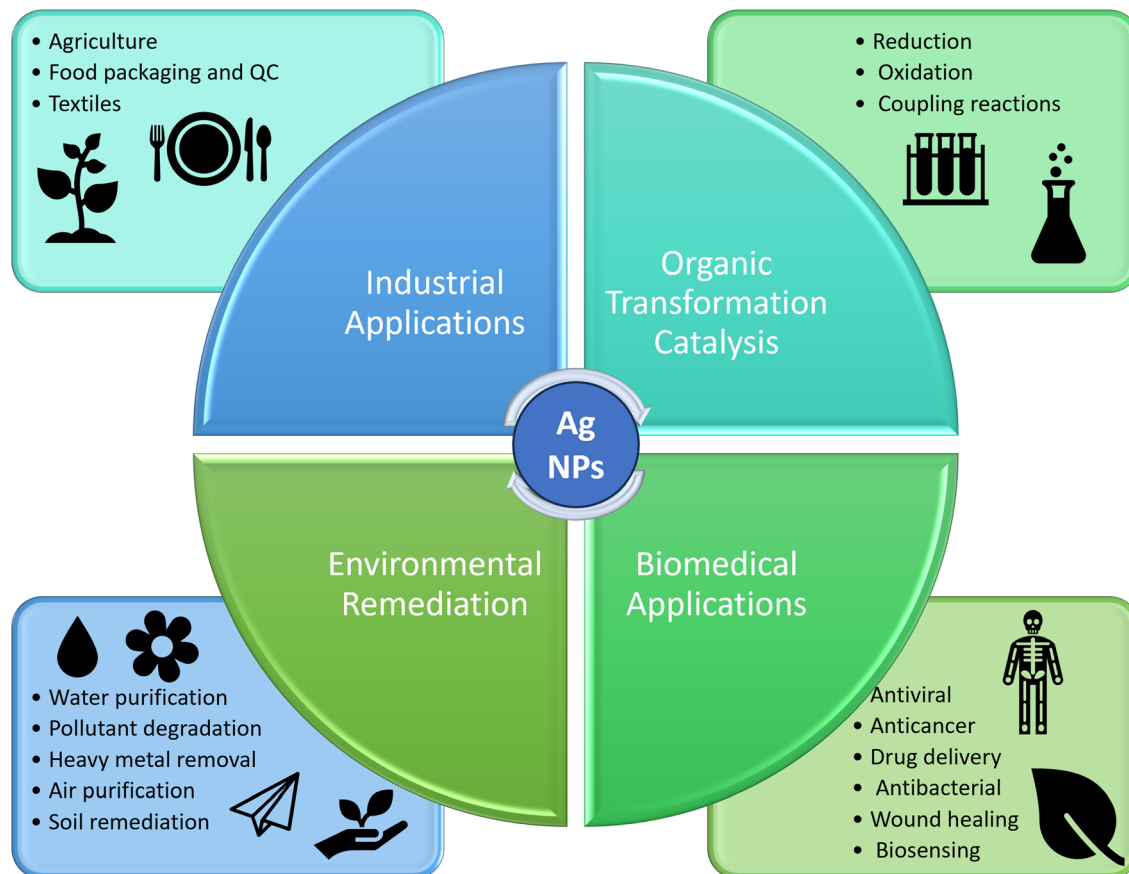 • Agriculture
• Food packaging and QC
• Textiles
• Reduction
• Oxidation
• Coupling reactions
Industrial
Applications
Organic
Transformation
Catalysis
Ag
NPs
Environmental
Remediation
Biomedical
Applications
• Water purification
• Pollutant degradation
• Heavy metal removal
• Air purification
• Soil remediation
Antiviral
• Anticancer
• Drug delivery
• Antibacterial
• Wound healing
• Biosensing